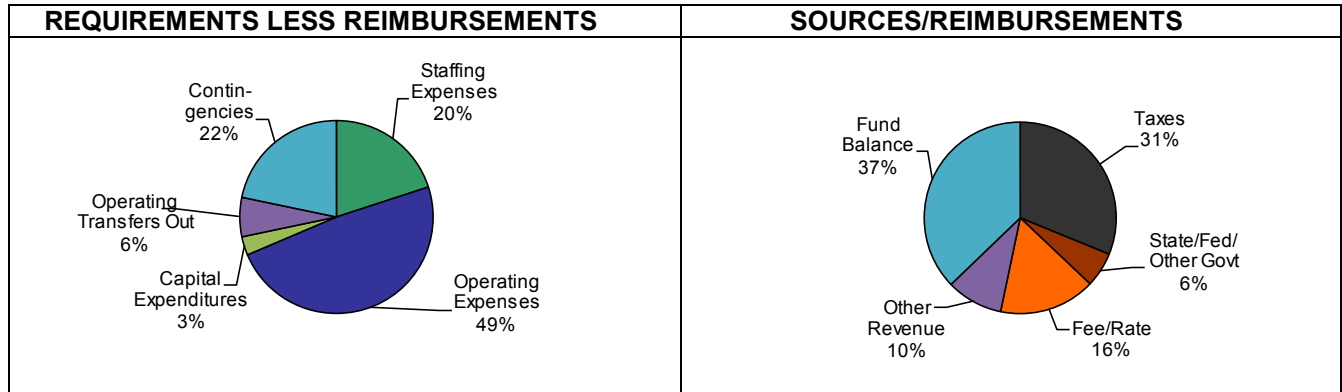 REQUIREMENTS LESS REIMBURSEMENTS
Contin-
gencies
22%
Staffing
Expenses
20%
Operating
Transfers Out
6%
Capital
Expenditures
3%
Operating
Expenses
49%
SOURCES/REIMBURSEMENTS
Fund
Balance
37%
Taxes
31%
State/Fed/
Other Govt
6%
Other
Revenue
10%
Fee/Rate
16%